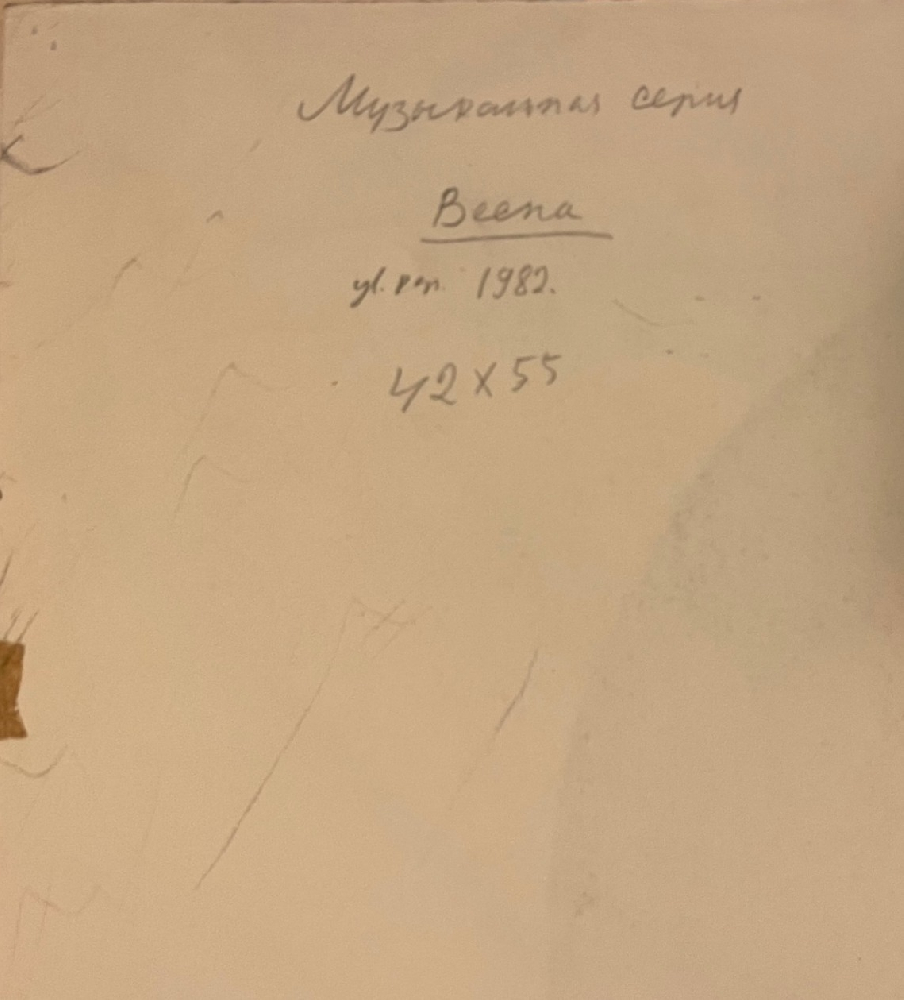 Музыкальная серия
Весна
1982.
42 х 55